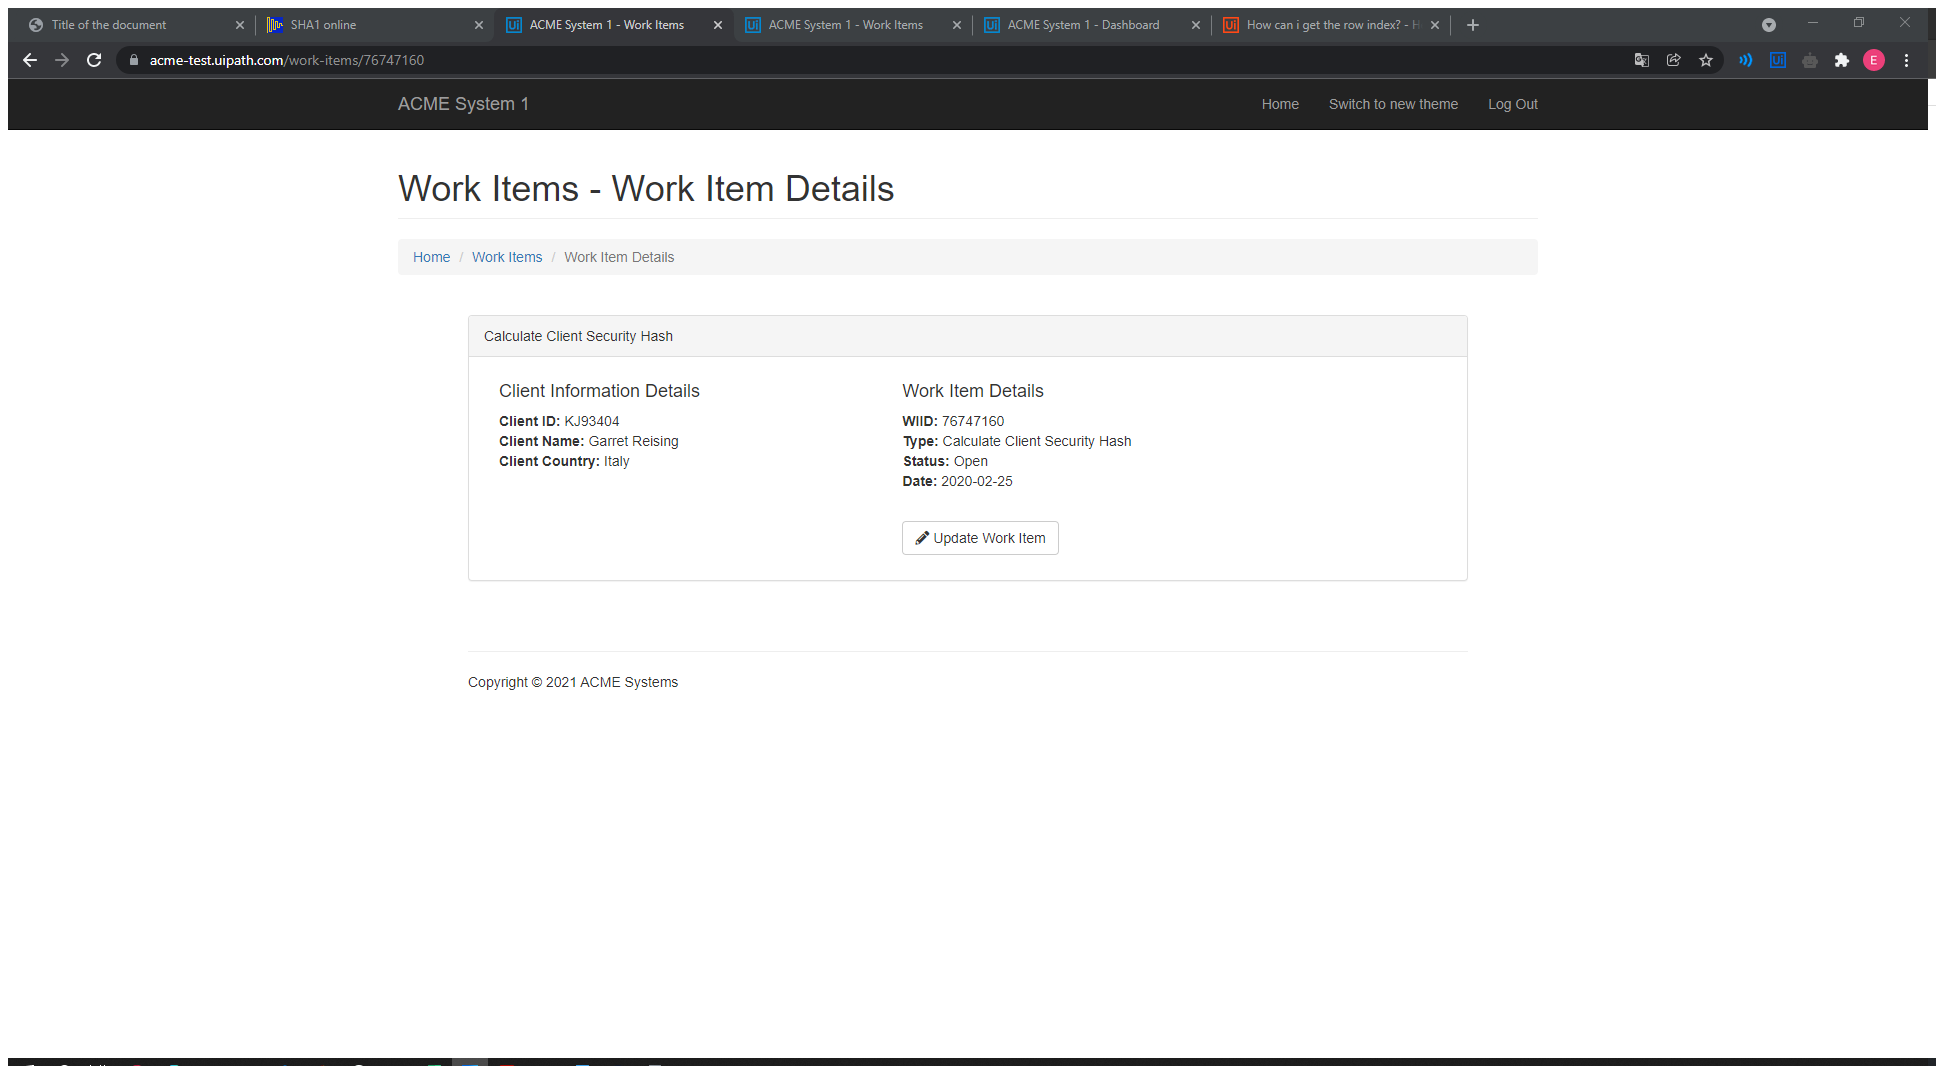 Title of the document
SHA1 online
ACME System 1 - Work Items
ACME System 1 - Work Items
ACME System 1 - Dashboard
How can i get the row index? - H
acme-test.uipath.com/work-items/76747160
E
ACME System 1
Home
Switch to new theme
Log Out
Work Items - Work Item Details
Home / Work Items / Work Item Details
Calculate Client Security Hash
Client Information Details
Client ID: KJ93404
Client Name: Garret Reising
Client Country: Italy
Work Item Details
WIID: 76747160
Type: Calculate Client Security Hash
Status: Open
Date: 2020-02-25
Update Work Item
Copyright © 2021 ACME Systems